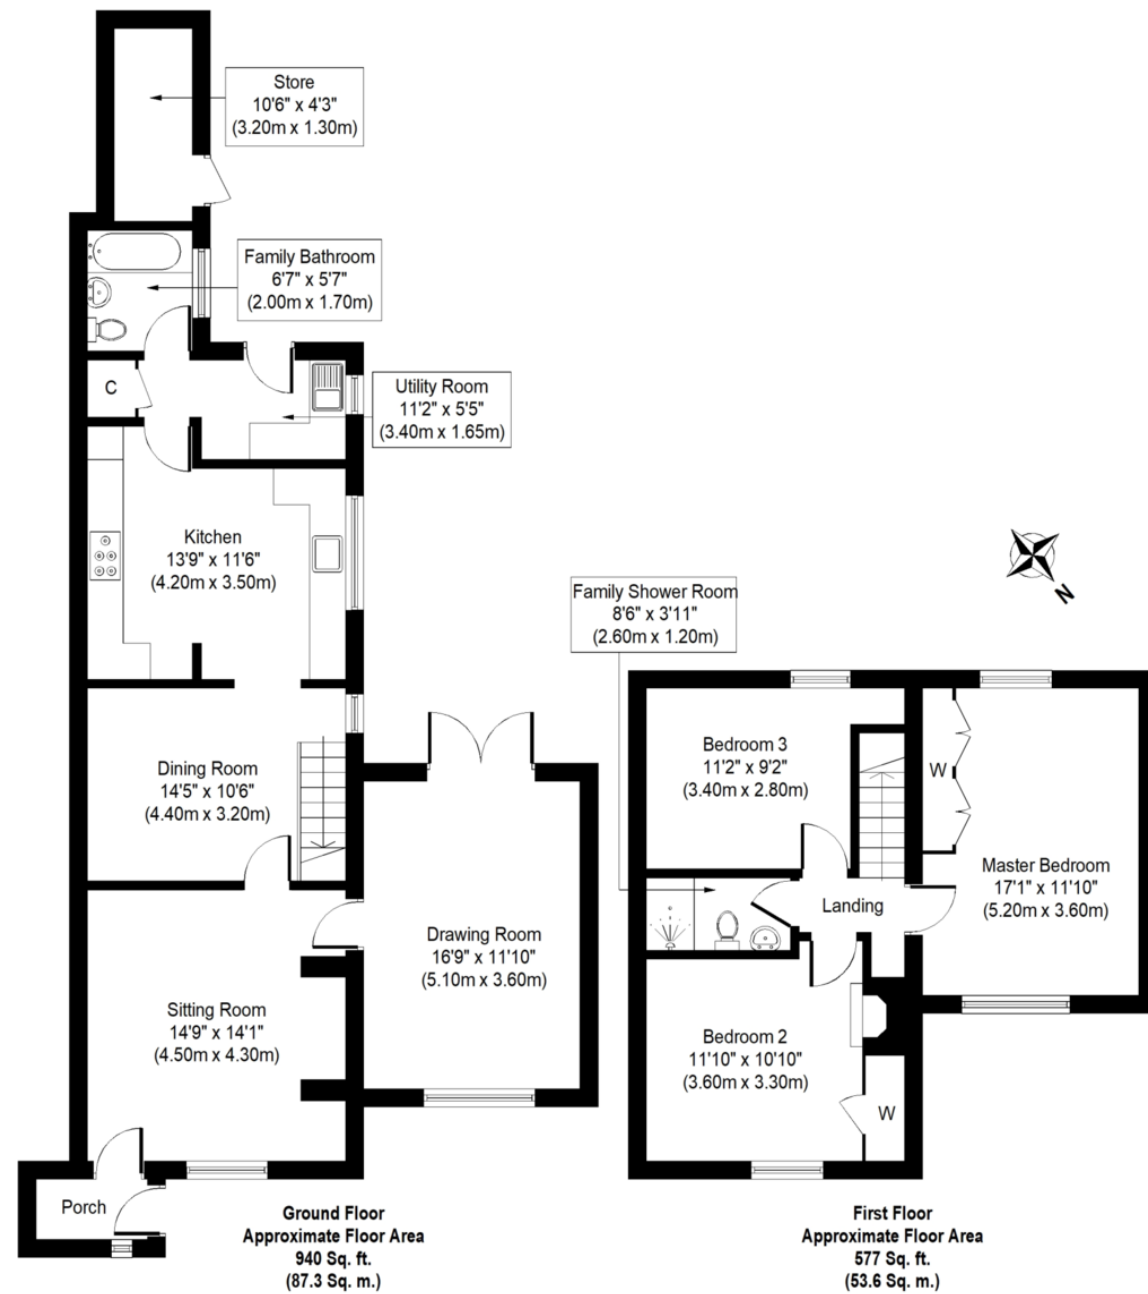 Store
10'6" x 4'3"
(3.20m x 1.30m)
Family Bathroom
6'7" x 5'7"
(2.00m x 1.70m)
C
Utility Room
11'2" x 5'5"
(3.40m x 1.65m)
Kitchen
13'9" x 11'6"
(4.20m x 3.50m)
Dining Room
14'5" x 10'6"
(4.40m x 3.20m)
Drawing Room
16'9" x 11'10"
(5.10m x 3.60m)
Sitting Room
14'9" x 14'1"
(4.50m x 4.30m)
Porch
Ground Floor
Approximate Floor Area
940 Sq. ft.
(87.3 Sq. m.)
N
Family Shower Room
8'6" x 3'11"
(2.60m x 1.20m)
Bedroom 3
11'2" x 9'2"
(3.40m x 2.80m)
W
Master Bedroom
17'1" x 11'10"
(5.20m x 3.60m)
Landing
Bedroom 2
11'10" x 10'10"
(3.60m x 3.30m)
W
First Floor
Approximate Floor Area
577 Sq. ft.
(53.6 Sq. m.)